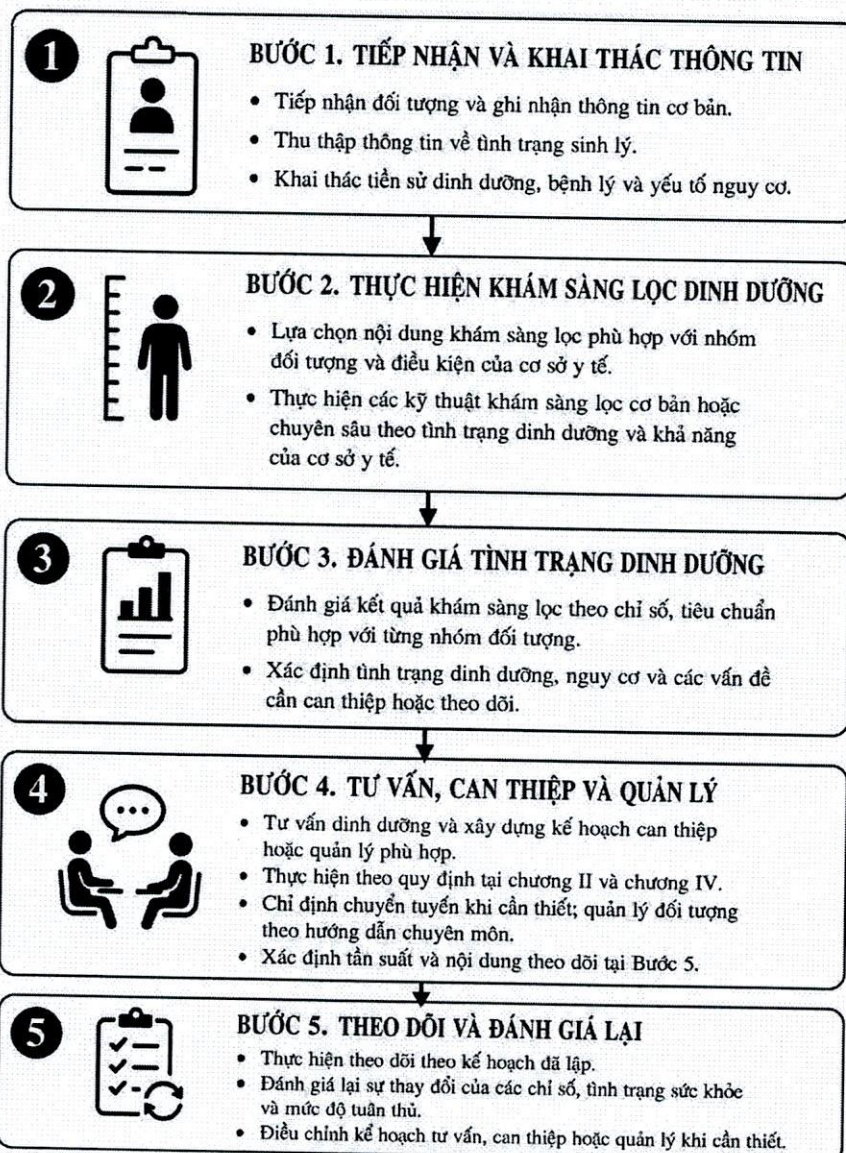 1
BƯỚC 1. TIẾP NHẬN VÀ KHAI THÁC THÔNG TIN
• Tiếp nhận đối tượng và ghi nhận thông tin cơ bản.
• Thu thập thông tin về tình trạng sinh lý.
• Khai thác tiền sử dinh dưỡng, bệnh lý và yếu tố nguy cơ.
2
BƯỚC 2. THỰC HIỆN KHÁM SÀNG LỌC DINH DƯỠNG
• Lựa chọn nội dung khám sàng lọc phù hợp với nhóm
đối tượng và điều kiện của cơ sở y tế.
• Thực hiện các kỹ thuật khám sàng lọc cơ bản hoặc
chuyên sâu theo tình trạng dinh dưỡng và khả năng
của cơ sở y tế.
3
BƯỚC 3. ĐÁNH GIÁ TÌNH TRẠNG DINH DƯỠNG
• Đánh giá kết quả khám sàng lọc theo chỉ số, tiêu chuẩn
phù hợp với từng nhóm đối tượng.
• Xác định tình trạng dinh dưỡng, nguy cơ và các vấn đề
cần can thiệp hoặc theo dõi.
4
BƯỚC 4. TƯ VẤN, CAN THIỆP VÀ QUẢN LÝ
• Tư vấn dinh dưỡng và xây dựng kế hoạch can thiệp
hoặc quản lý phù hợp.
• Thực hiện theo quy định tại chương II và chương IV.
• Chỉ định chuyển tuyến khi cần thiết; quản lý đối tượng
theo hướng dẫn chuyên môn.
• Xác định tần suất và nội dung theo dõi tại Bước 5.
5
BƯỚC 5. THEO DÕI VÀ ĐÁNH GIÁ LẠI
• Thực hiện theo dõi theo kế hoạch đã lập.
• Đánh giá lại sự thay đổi của các chỉ số, tình trạng sức khỏe
và mức độ tuân thủ.
• Điều chỉnh kế hoạch tư vấn, can thiệp hoặc quản lý khi cần thiết.